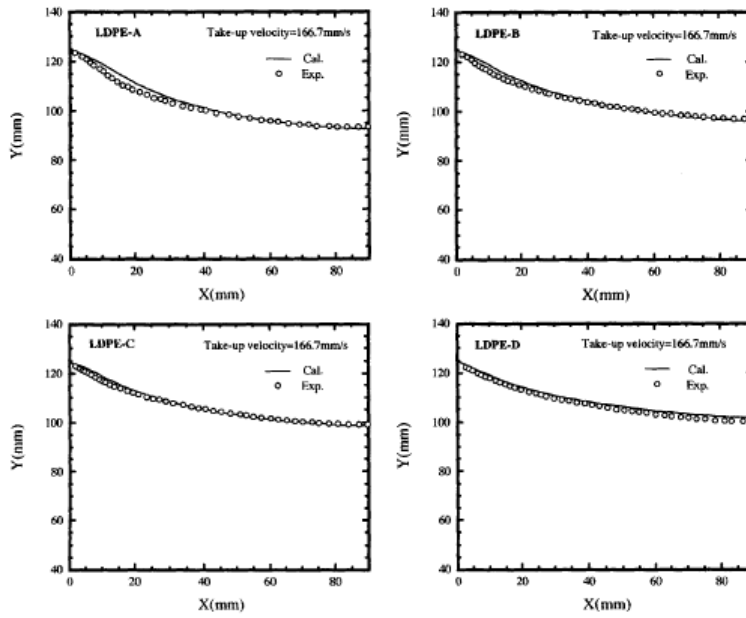 140
LDPE-A
Take-up velocity=166.7mm/s
Cal.
Exp.
120
100
80
60
40
0
20
40
60
80
X(mm)
Y(mm)
140
LDPE-B
Take-up velocity=166.7mm/s
Cal.
Exp.
120
100
80
60
40
0
20
40
60
80
X(mm)
Y(mm)
140
LDPE-C
Take-up velocity=166.7mm/s
Cal.
Exp.
120
100
80
60
40
0
20
40
60
80
X(mm)
Y(mm)
140
LDPE-D
Take-up velocity=166.7mm/s
Cal.
Exp.
120
100
80
60
40
0
20
40
60
80
X(mm)
Y(mm)